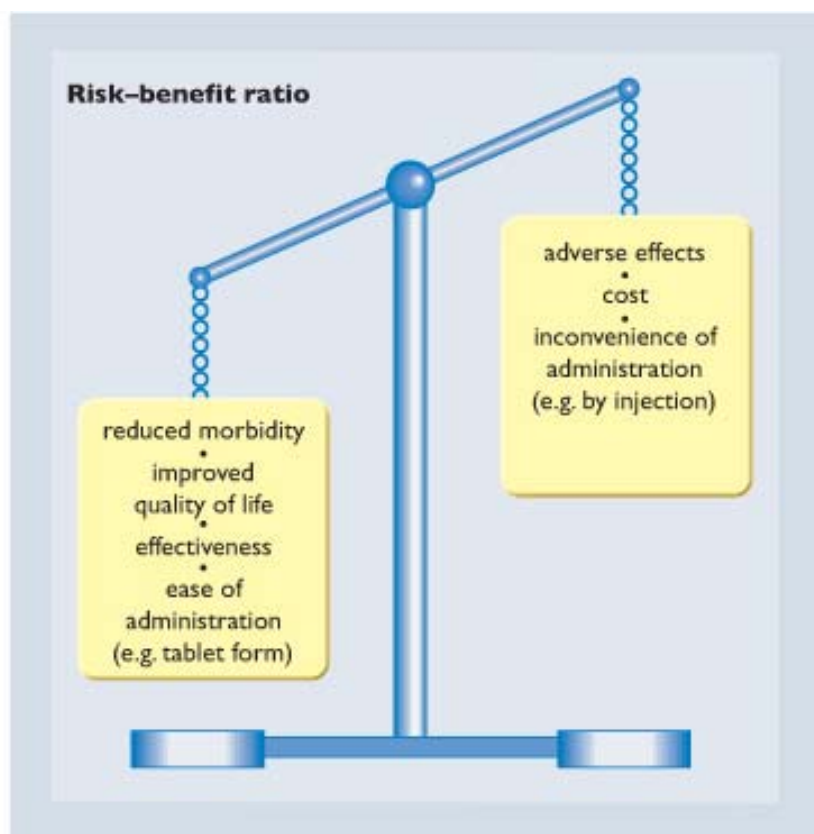 Risk–benefit ratio
reduced morbidity
•
improved
quality of life
•
effectiveness
•
ease of
administration
(e.g. tablet form)
adverse effects
•
cost
•
inconvenience of
administration
(e.g. by injection)